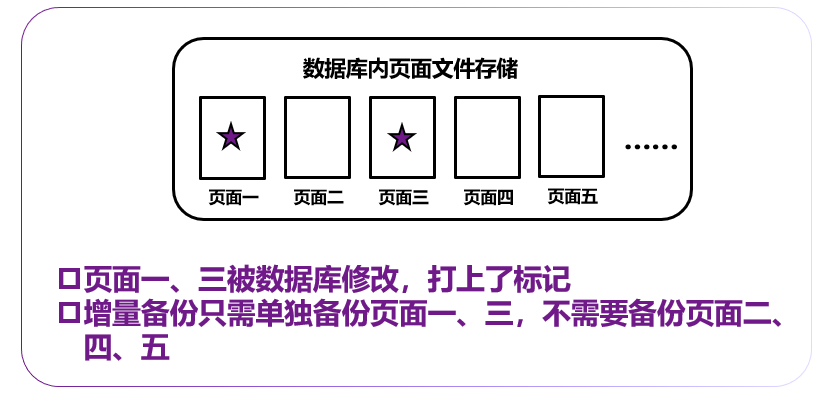 数据库内页面文件存储
......
页面一 页面二 页面三 页面四 页面五
页面一、三被数据库修改，打上了标记
增量备份只需单独备份页面一、三，不需要备份页面二、
四、五